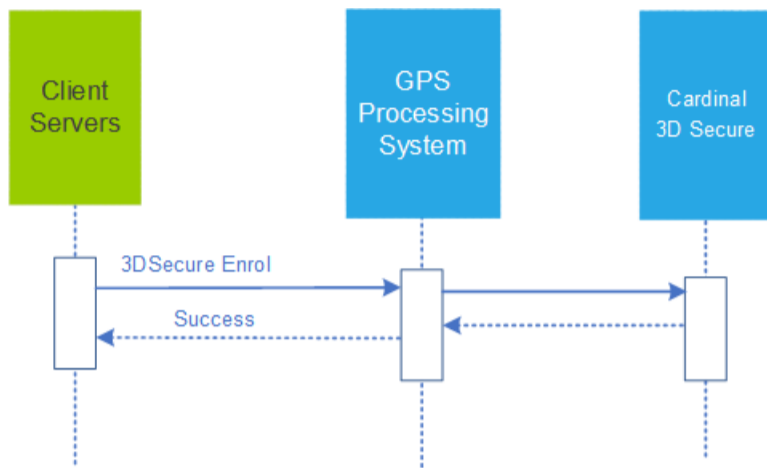 Client
Servers
GPS
Processing
System
Cardinal
3D Secure
3DSecure Enrol
Success